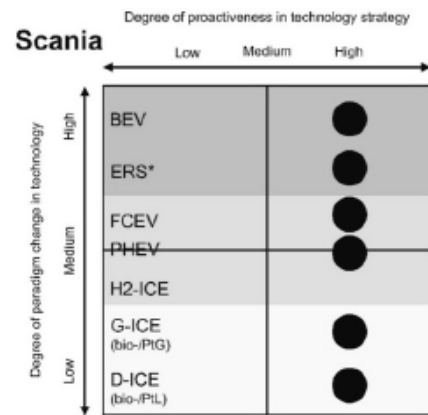 Degree of proactiveness in technology strategy
Scania
Low Medium High
Degree of paradigm change in technology
High
Medium
Low
BEV
ERS*
FCEV
PHEV
H2-ICE
G-ICE
(bio-/PtG)
D-ICE
(bio-/PtL)